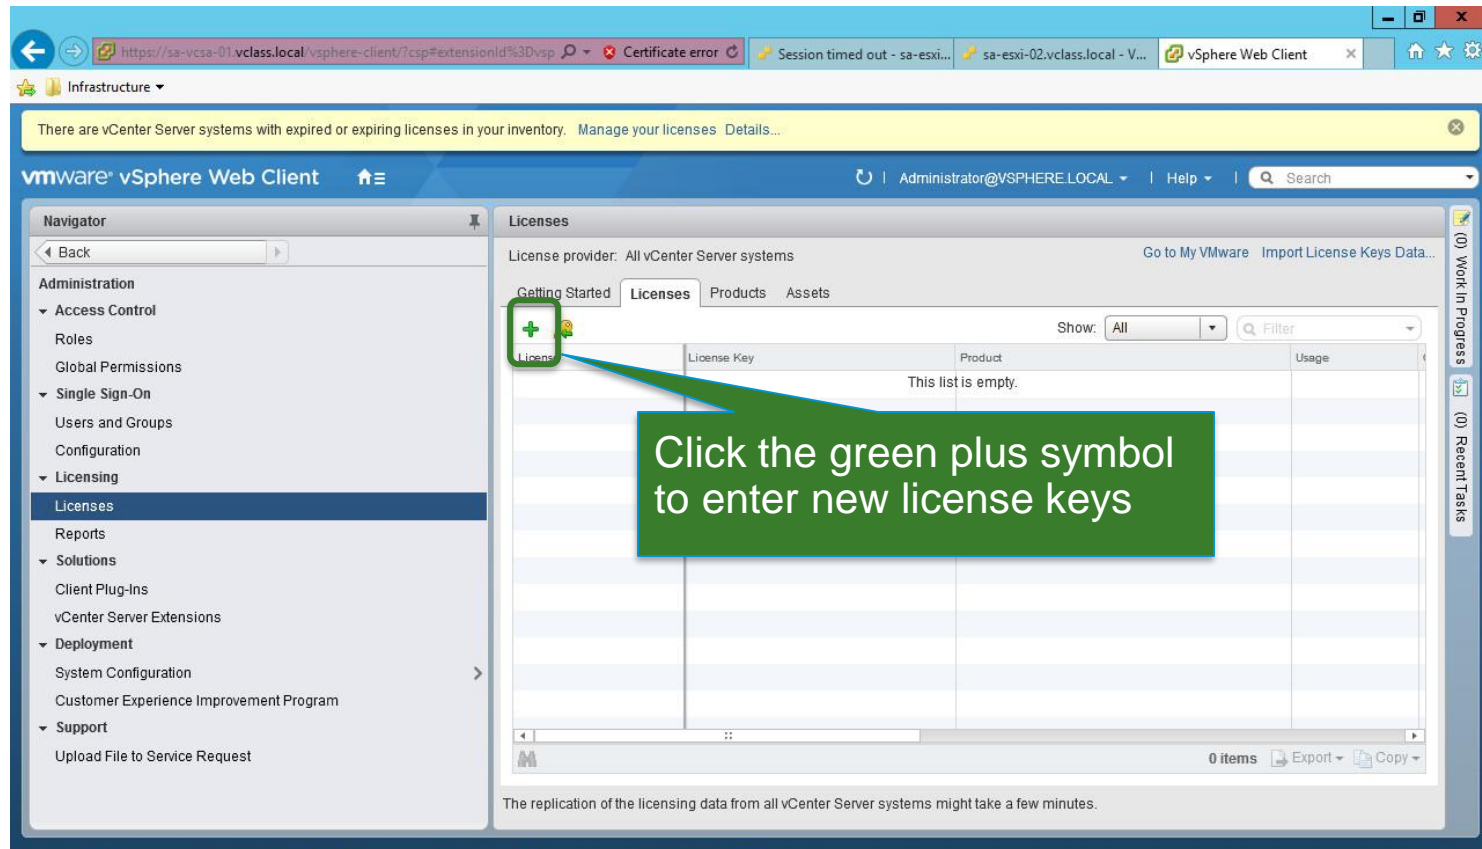 https://sa-vcsa-01.vclass.local/vsphere-client/?csp#extensionId%3Dvsp
Certificate error
Session timed out - sa-esxi...
sa-esxi-02.vclass.local - V...
vSphere Web Client
Infrastructure
There are vCenter Server systems with expired or expiring licenses in your inventory. Manage your licenses Details...
vmware® vSphere Web Client
Administrator@VSPHERE.LOCAL
Help
Search
Navigator
Back
Administration
Access Control
Roles
Global Permissions
Single Sign-On
Users and Groups
Configuration
Licensing
Licenses
Reports
Solutions
Client Plug-Ins
vCenter Server Extensions
Deployment
System Configuration
Customer Experience Improvement Program
Support
Upload File to Service Request
Licenses
License provider: All vCenter Server systems
Go to My VMware Import License Keys Data...
Getting Started Licenses Products Assets
Show: All
Filter
License License Key Product Usage
This list is empty.
Click the green plus symbol
to enter new license keys
0 items Export Copy
The replication of the licensing data from all vCenter Server systems might take a few minutes.
(0) Work In Progress
(0) Recent Tasks